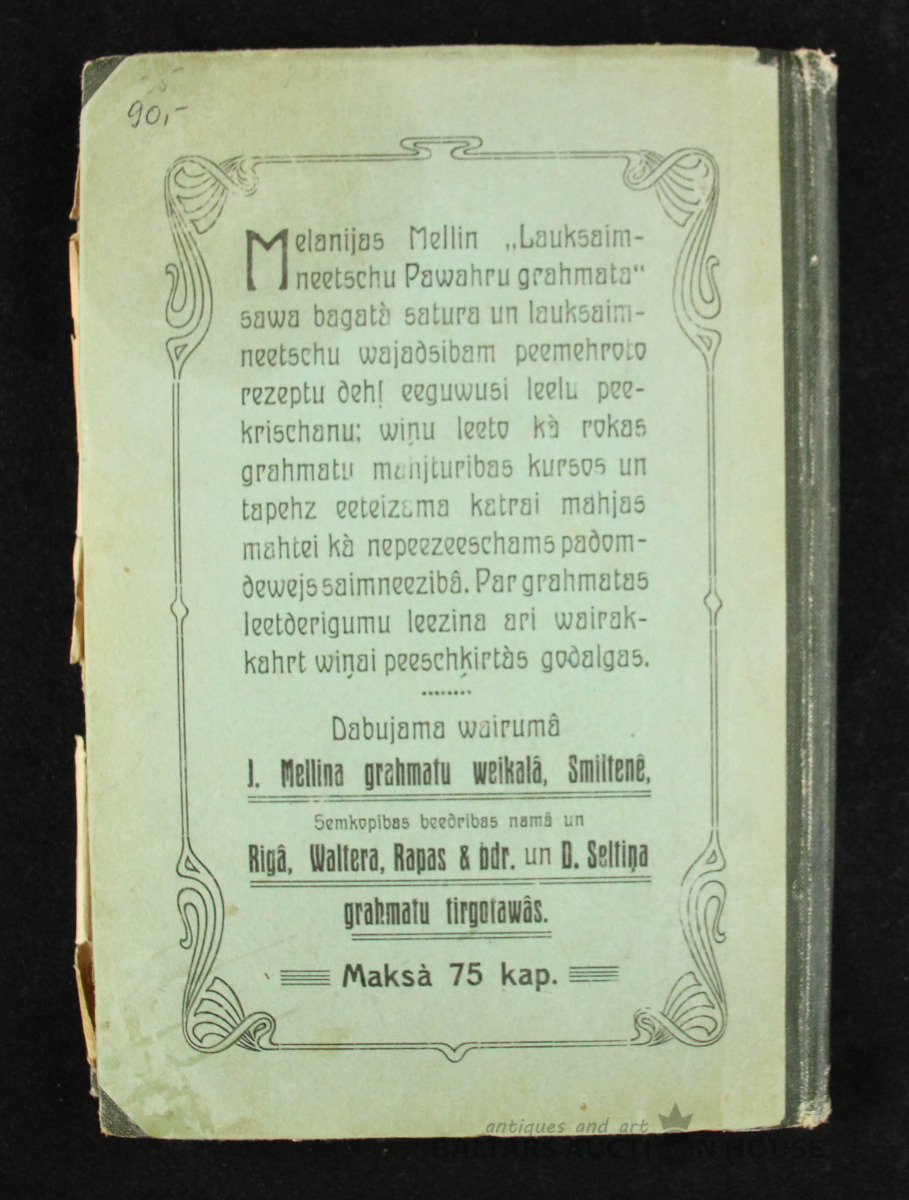 90,-
Melanijas Mellin „Lauksaim-
neetschu Pawahru grahmata“
sawa bagatà satura un lauksaim-
neetschu wajadsibam peemehroto
rezeptu dehļ eeguwusi leelu pee-
krischanu; wiņu leeto kà rokas
grahmatu mahjturibas kursos un
tapehz eeteizama katrai mahjas
mahtei kà nepeezeeschams padom-
dewejs saimneezibâ. Par grahmatas
leetderigumu leezina ari wairak-
kahrt wiņai peeschķirtàs godalgas.
Dabujama wairumâ
J. Mellina grahmatu weikalâ, Smiltenê,
Semkopibas beedribas namâ un
Rigâ, Waltera, Rapas & bdr. un D. Seltiņa
grahmatu tirgotawâs.
Maksà 75 kap.
antiques and art
BALTARS AUCTION HOUSE